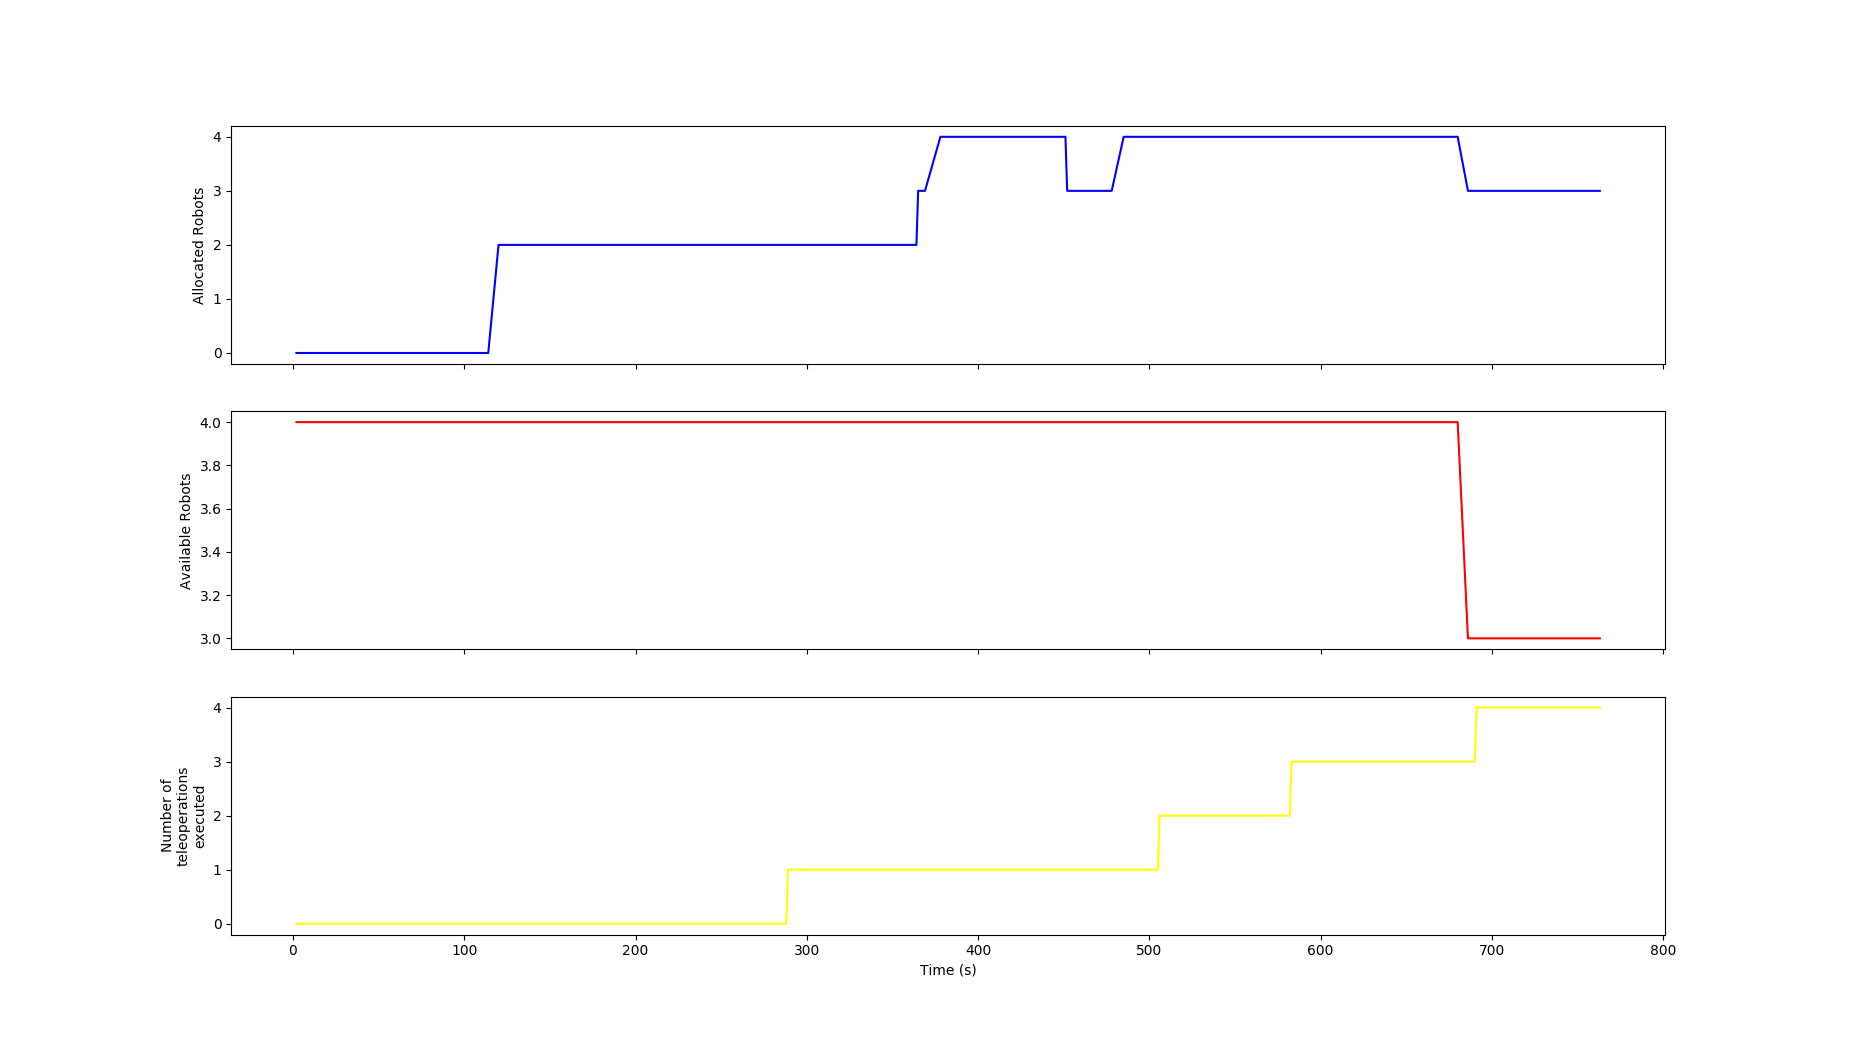 4
3
2
1
0
Allocated Robots
4.0
3.8
3.6
3.4
3.2
3.0
Available Robots
4
3
2
1
0
Number of
teleoperations
executed
0 100 200 300 400 500 600 700 800
Time (s)